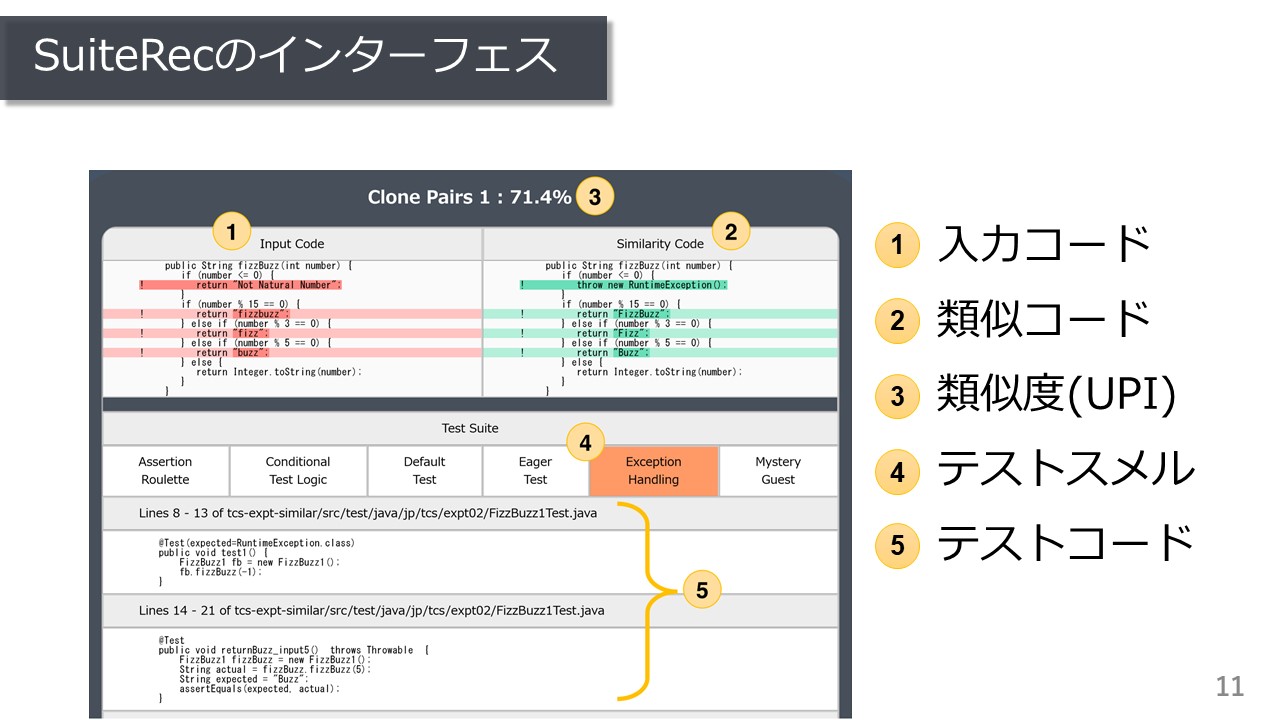 SuiteRecのインターフェス
Clone Pairs 1 : 71.4% 3
1
2
Input Code
Similarity Code
public String fizzBuzz(int number) {
if (number <= 0) {
! return "Not Natural Number";
}
if (number % 15 == 0) {
! return "fizzbuzz";
} else if (number % 3 == 0) {
! return "fizz";
} else if (number % 5 == 0) {
! return "buzz";
} else {
return Integer.toString(number);
}
}
public String fizzBuzz(int number) {
if (number <= 0) {
! throw new RuntimeException();
}
if (number % 15 == 0) {
! return "FizzBuzz";
} else if (number % 3 == 0) {
! return "Fizz";
} else if (number % 5 == 0) {
! return "Buzz";
} else {
return Integer.toString(number);
}
}
Test Suite
4
Assertion
Roulette
Conditional
Test Logic
Default
Test
Eager
Test
Exception
Handling
Mystery
Guest
Lines 8 - 13 of tcs-expt-similar/src/test/java/jp/tcs/expt02/FizzBuzz1Test.java
@Test(expected=RuntimeException.class)
public void test1() {
FizzBuzz1 fb = new FizzBuzz1();
fb.fizzBuzz(-1);
}
5
Lines 14 - 21 of tcs-expt-similar/src/test/java/jp/tcs/expt02/FizzBuzz1Test.java
@Test
public void returnBuzz_input5() throws Throwable {
FizzBuzz1 fizzBuzz = new FizzBuzz1();
String actual = fizzBuzz.fizzBuzz(5);
String expected = "Buzz";
assertEquals(expected, actual);
}
1 入力コード
2 類似コード
3 類似度(UPI)
4 テストスメル
5 テストコード
11